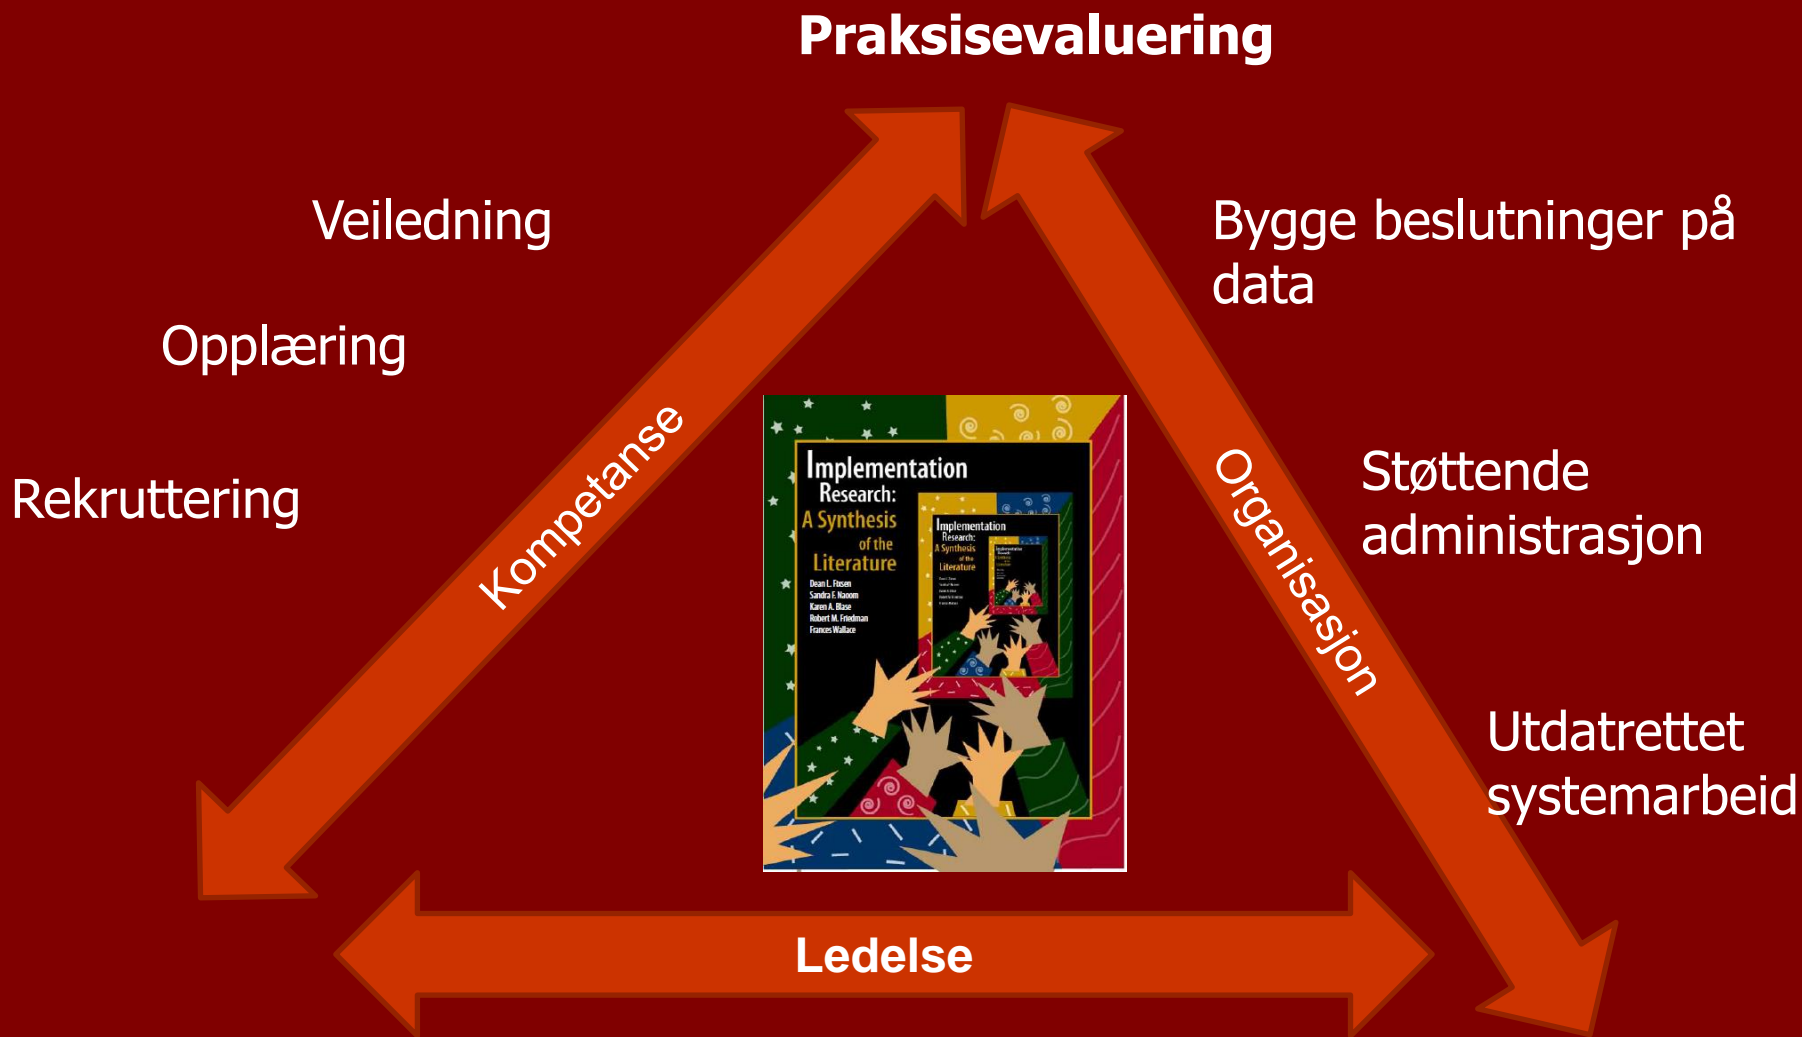 Praksisevaluering
Veiledning
Opplæring
Rekruttering
Kompetanse
Bygge beslutninger på
data
Støttende
administrasjon
Utdatrettet
systemarbeid
Organisasjon
Ledelse
Implementation
Research:
A Synthesis
of the
Literature
Dean L. Fixsen
Sandra F. Naoom
Karen A. Blase
Robert M. Friedman
Frances Wallace
Implementation
Research:
A Synthesis
of the
Literature